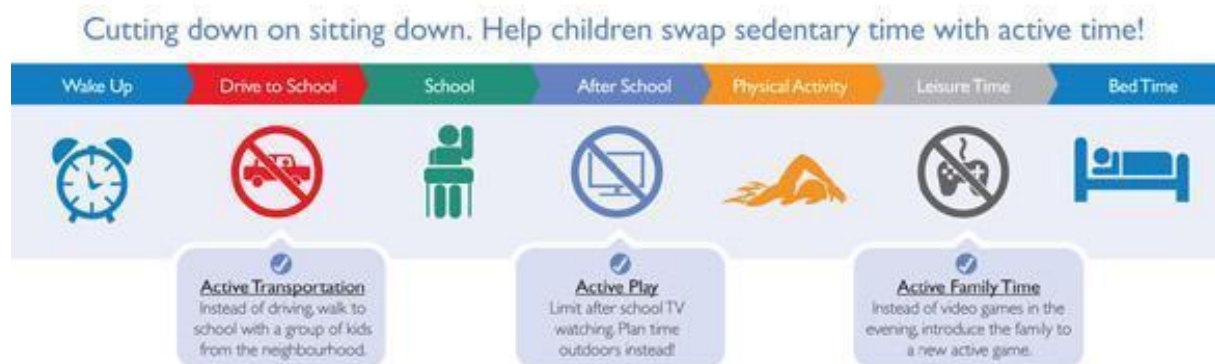 Cutting down on sitting down. Help children swap sedentary time with active time!
Wake Up
Drive to School
School
After School
Physical Activity
Leisure Time
Bed Time
Active Transportation
Instead of driving, walk to
school with a group of kids
from the neighbourhood.
Active Play
Limit after school TV
watching. Plan time
outdoors instead!
Active Family Time
Instead of video games in the
evening, introduce the family to
a new active game.